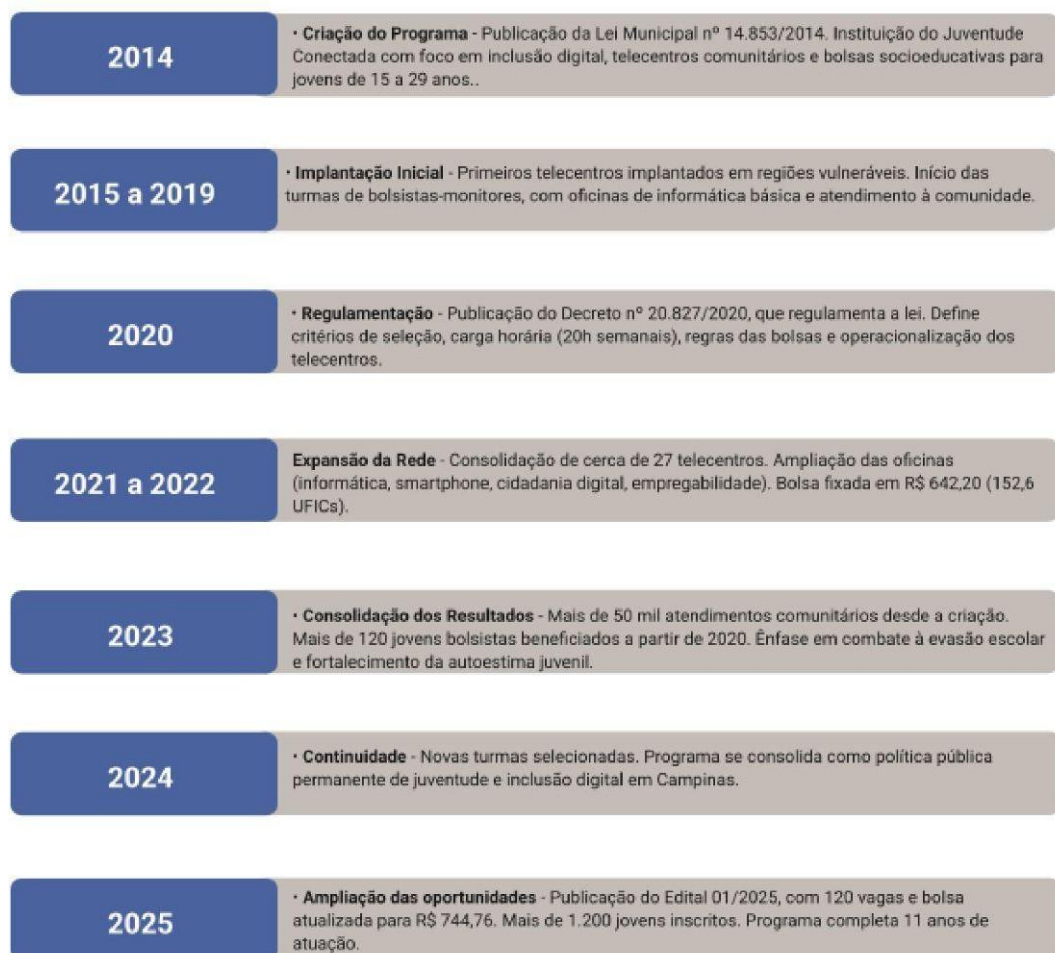 2014
· Criação do Programa - Publicação da Lei Municipal nº 14.853/2014. Instituição do Juventude
Conectada com foco em inclusão digital, telecentros comunitários e bolsas socioeducativas para
jovens de 15 a 29 anos..
2015 a 2019
· Implantação Inicial - Primeiros telecentros implantados em regiões vulneráveis. Início das
turmas de bolsistas-monitores, com oficinas de informática básica e atendimento à comunidade.
2020
· Regulamentação - Publicação do Decreto nº 20.827/2020, que regulamenta a lei. Define
critérios de seleção, carga horária (20h semanais), regras das bolsas e operacionalização dos
telecentros.
2021 a 2022
Expansão da Rede - Consolidação de cerca de 27 telecentros. Ampliação das oficinas
(informática, smartphone, cidadania digital, empregabilidade). Bolsa fixada em R$ 642,20 (152,6
UFICs).
2023
· Consolidação dos Resultados - Mais de 50 mil atendimentos comunitários desde a criação.
Mais de 120 jovens bolsistas beneficiados a partir de 2020. Ênfase em combate à evasão escolar
e fortalecimento da autoestima juvenil.
2024
· Continuidade - Novas turmas selecionadas. Programa se consolida como política pública
permanente de juventude e inclusão digital em Campinas.
2025
· Ampliação das oportunidades - Publicação do Edital 01/2025, com 120 vagas e bolsa
atualizada para R$ 744,76. Mais de 1.200 jovens inscritos. Programa completa 11 anos de
atuação.